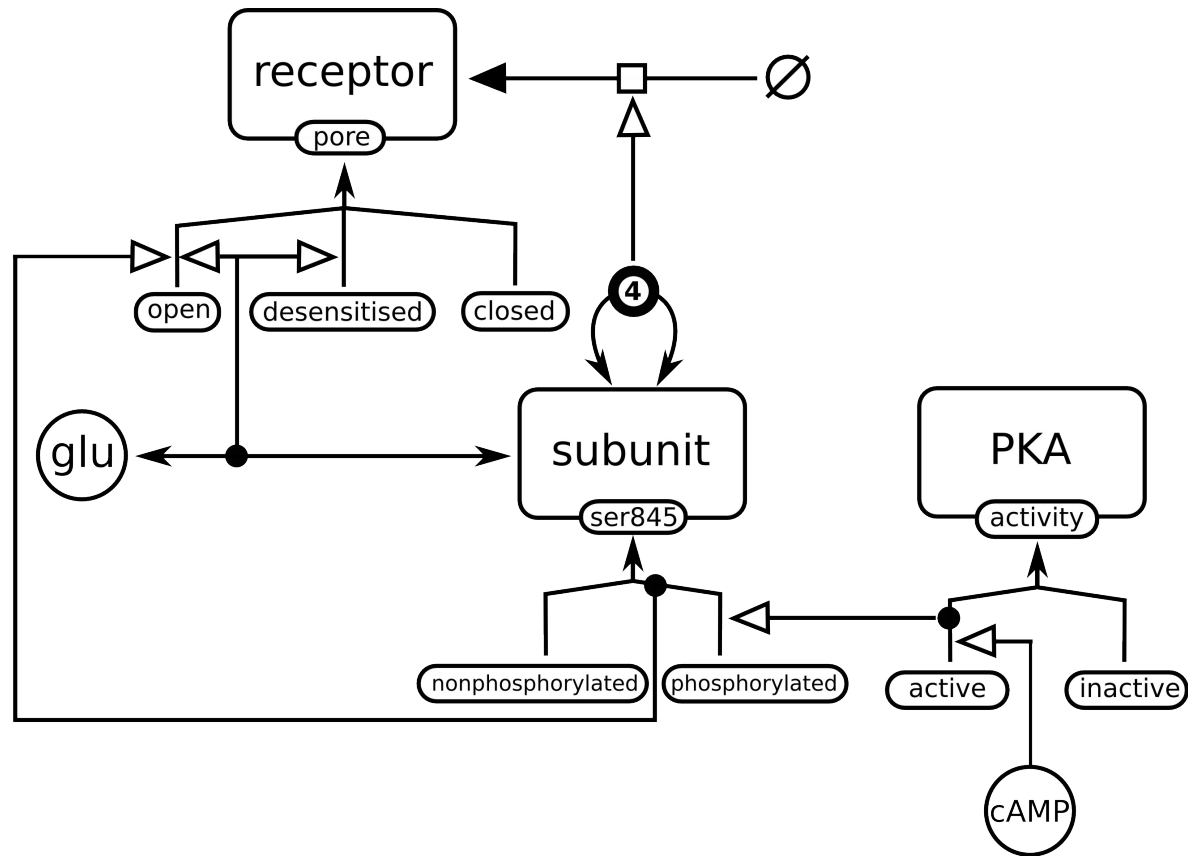 receptor
pore
open
desensitised
closed
4
glu
subunit
ser845
PKA
activity
nonphosphorylated
phosphorylated
active
inactive
cAMP